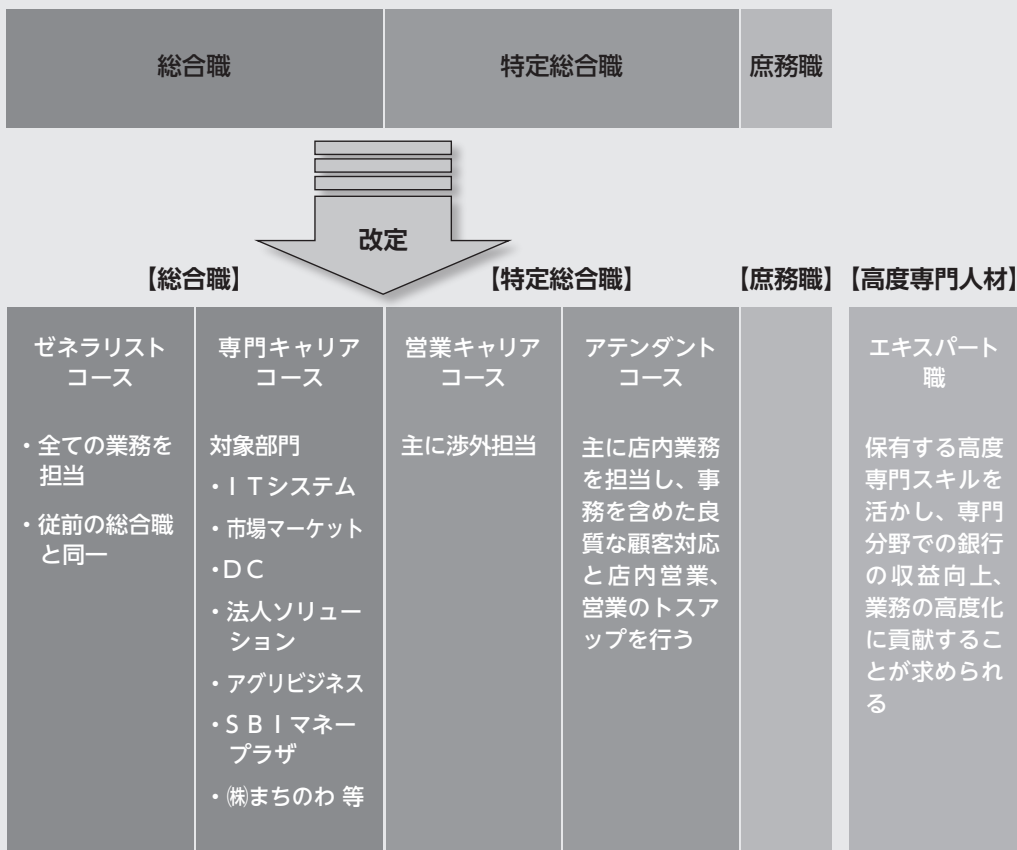 総合職
特定総合職
庶務職
改定
【総合職】
【特定総合職】
【庶務職】
【高度専門人材】
ゼネラリスト
コース
・全ての業務を
担当
・従前の総合職
と同一
専門キャリア
コース
対象部門
・ITシステム
・市場マーケット
・DC
・法人ソリュー
ション
・アグリビジネス
・SBIマネー
プラザ
・㈱まちのわ 等
営業キャリア
コース
主に渉外担当
アテンダント
コース
主に店内業務
を担当し、事
務を含めた良
質な顧客対応
と店内営業、
営業のトスア
ップを行う
エキスパート
職
保有する高度
専門スキルを
活かし、専門
分野での銀行
の収益向上、
業務の高度化
に貢献するこ
とが求められ
る